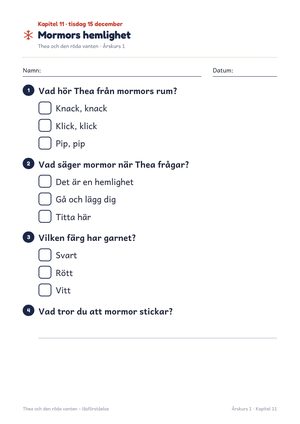 Kapitel 11 · tisdag 15 december
Mormors hemlighet
Thea och den röda vanten · Årskurs 1
Namn:
Datum:
1 Vad hör Thea från mormors rum?
Knack, knack
Klick, klick
Pip, pip
2 Vad säger mormor när Thea frågar?
Det är en hemlighet
Gå och lägg dig
Titta här
3 Vilken färg har garnet?
Svart
Rött
Vitt
4 Vad tror du att mormor stickar?
Thea och den röda vanten – läsförståelse
Årskurs 1 · Kapitel 11